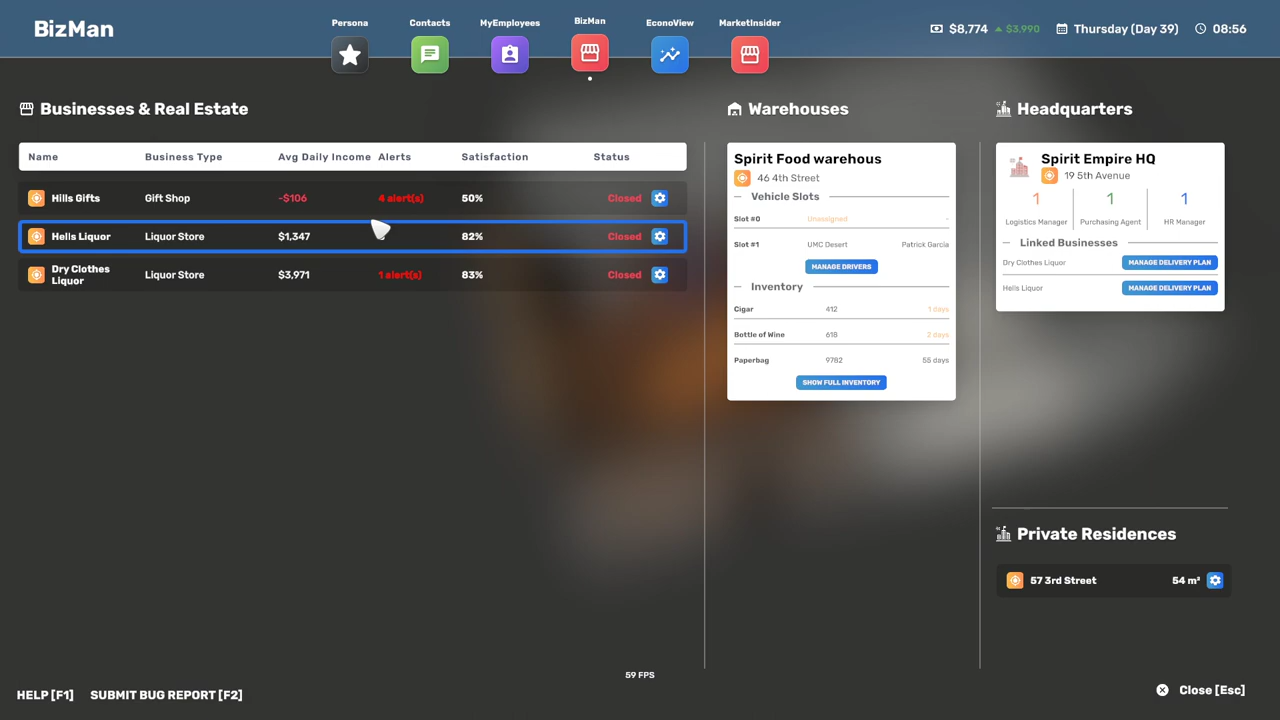 BizMan
Persona
Contacts
MyEmployees
BizMan
EconoView
MarketInsider
$8,774 $3,990 Thursday (Day 39) 08:56
Businesses & Real Estate
Name Business Type Avg Daily Income Alerts Satisfaction Status
Hills Gifts Gift Shop -$106 4 alert(s) 50% Closed
Hells Liquor Liquor Store $1,347 82% Closed
Dry Clothes
Liquor Liquor Store $3,971 1 alert(s) 83% Closed
Warehouses
Spirit Food warehous
46 4th Street
Vehicle Slots
Slot #0 Unassigned -
Slot #1 UMC Desert Patrick Garcia
MANAGE DRIVERS
Inventory
Cigar 412 1 days
Bottle of Wine 618 2 days
Paperbag 9782 55 days
SHOW FULL INVENTORY
Headquarters
Spirit Empire HQ
19 5th Avenue
1 1 1
Logistics Manager Purchasing Agent HR Manager
Linked Businesses
Dry Clothes Liquor MANAGE DELIVERY PLAN
Hells Liquor MANAGE DELIVERY PLAN
Private Residences
57 3rd Street 54 m²
59 FPS
HELP [F1] SUBMIT BUG REPORT [F2]
Close [Esc]